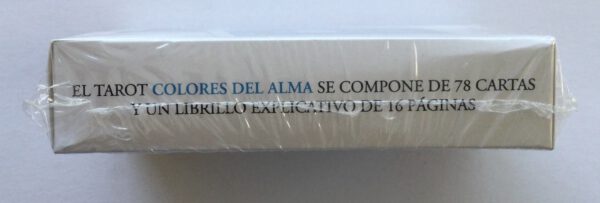 EL TAROT COLORES DEL ALMA SE COMPONE DE 78 CARTAS
Y UN LIBRILLO EXPLICATIVO DE 16 PÁGINAS